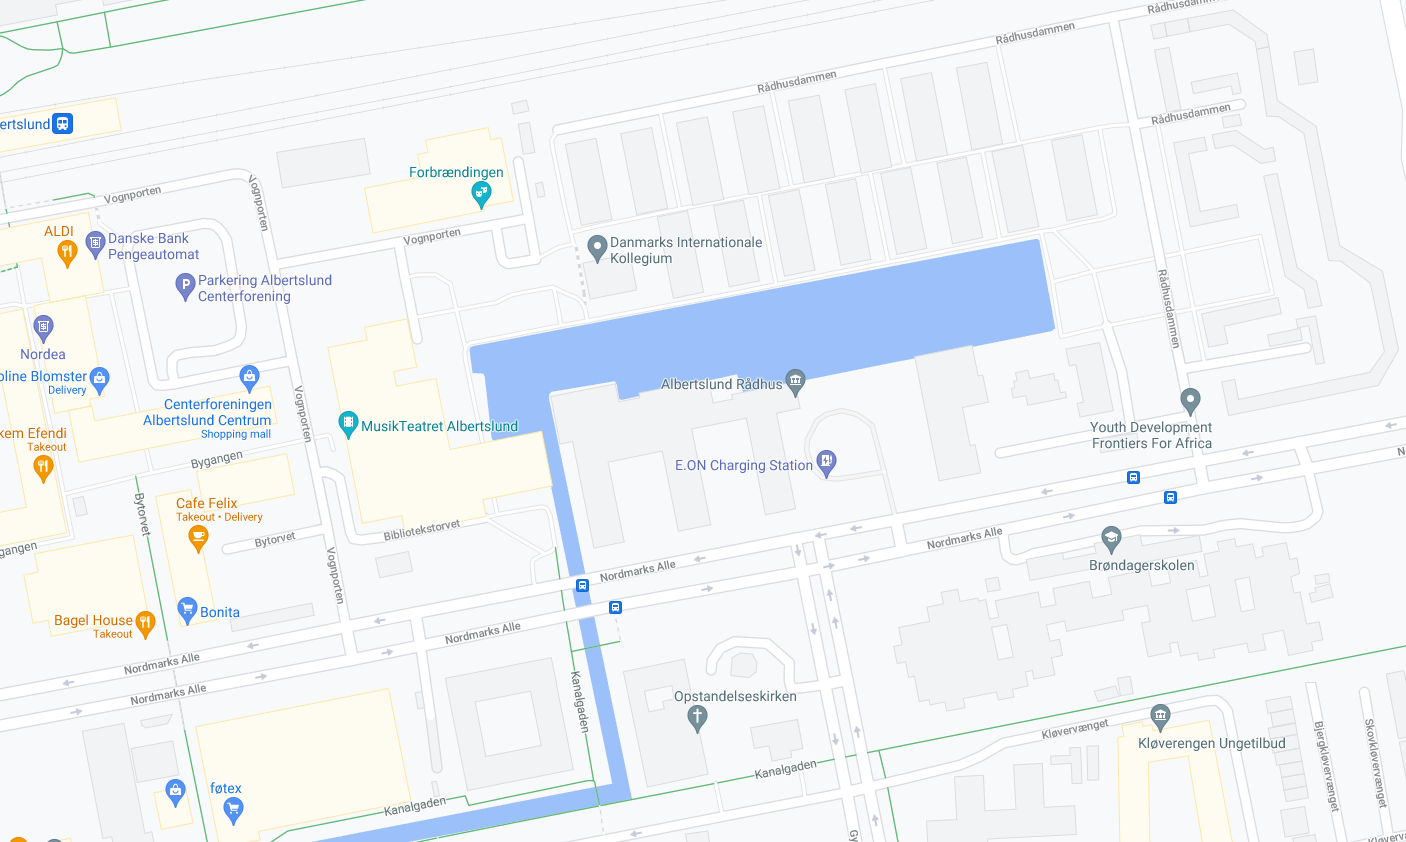 Rådhusdammen
Rådhusdammen
Rådhusdammen
Rådhusdammen
ertslund
Forbrændingen
Vognporten
Vognporten
Vognporten
ALDI
Danske Bank
Pengeautomat
Danmarks Internationale
Kollegium
Parkering Albertslund
Centerforening
Rådhusdammen
Nordea
oline Blomster
Delivery
Centerforeningen
Albertslund Centrum
Shopping mall
Vognporten
Albertslund Rådhus
MusikTeatret Albertslund
Youth Development
Frontiers For Africa
kem Efendi
Takeout
Bygangen
E.ON Charging Station
Cafe Felix
Takeout • Delivery
Bytorvet
Bytorvet
Bibliotekstorvet
Nordmarks Alle
gangen
Vognporten
Nordmarks Alle
Brøndagerskolen
Bonita
Bagel House
Takeout
Nordmarks Alle
Nordmarks Alle
Nordmarks Alle
Kanalgaden
Opstandelseskirken
Kløvervænget
Kløverengen Ungetilbud
Bjergkløvervænget
Skovkløvervænget
Kanalgaden
føtex
Kanalgaden
Gy
Kløverva